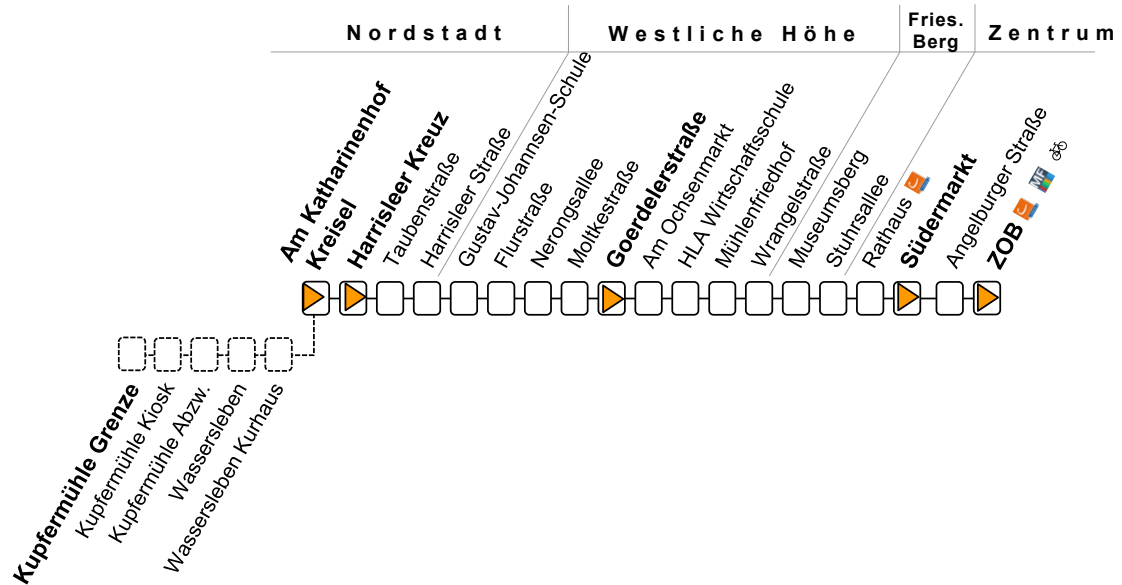 Nordstadt
Westliche Höhe
Fries.
Berg
Zentrum
Am Katharinenhof
Kreisel
Harrisleer Kreuz
Taubenstraße
Harrisleer Straße
Gustav-Johannsen-Schule
Flurstraße
Nerongsallee
Moltkestraße
Goerdelerstraße
Am Ochsenmarkt
HLA Wirtschaftsschule
Mühlenfriedhof
Wrangelstraße
Museumsberg
Stuhrsallee
Rathaus
Südermarkt
Angelburger Straße
ZOB
MF
Kupfermühle Grenze
Kupfermühle Kiosk
Kupfermühle Abzw.
Wassersleben
Wassersleben Kurhaus